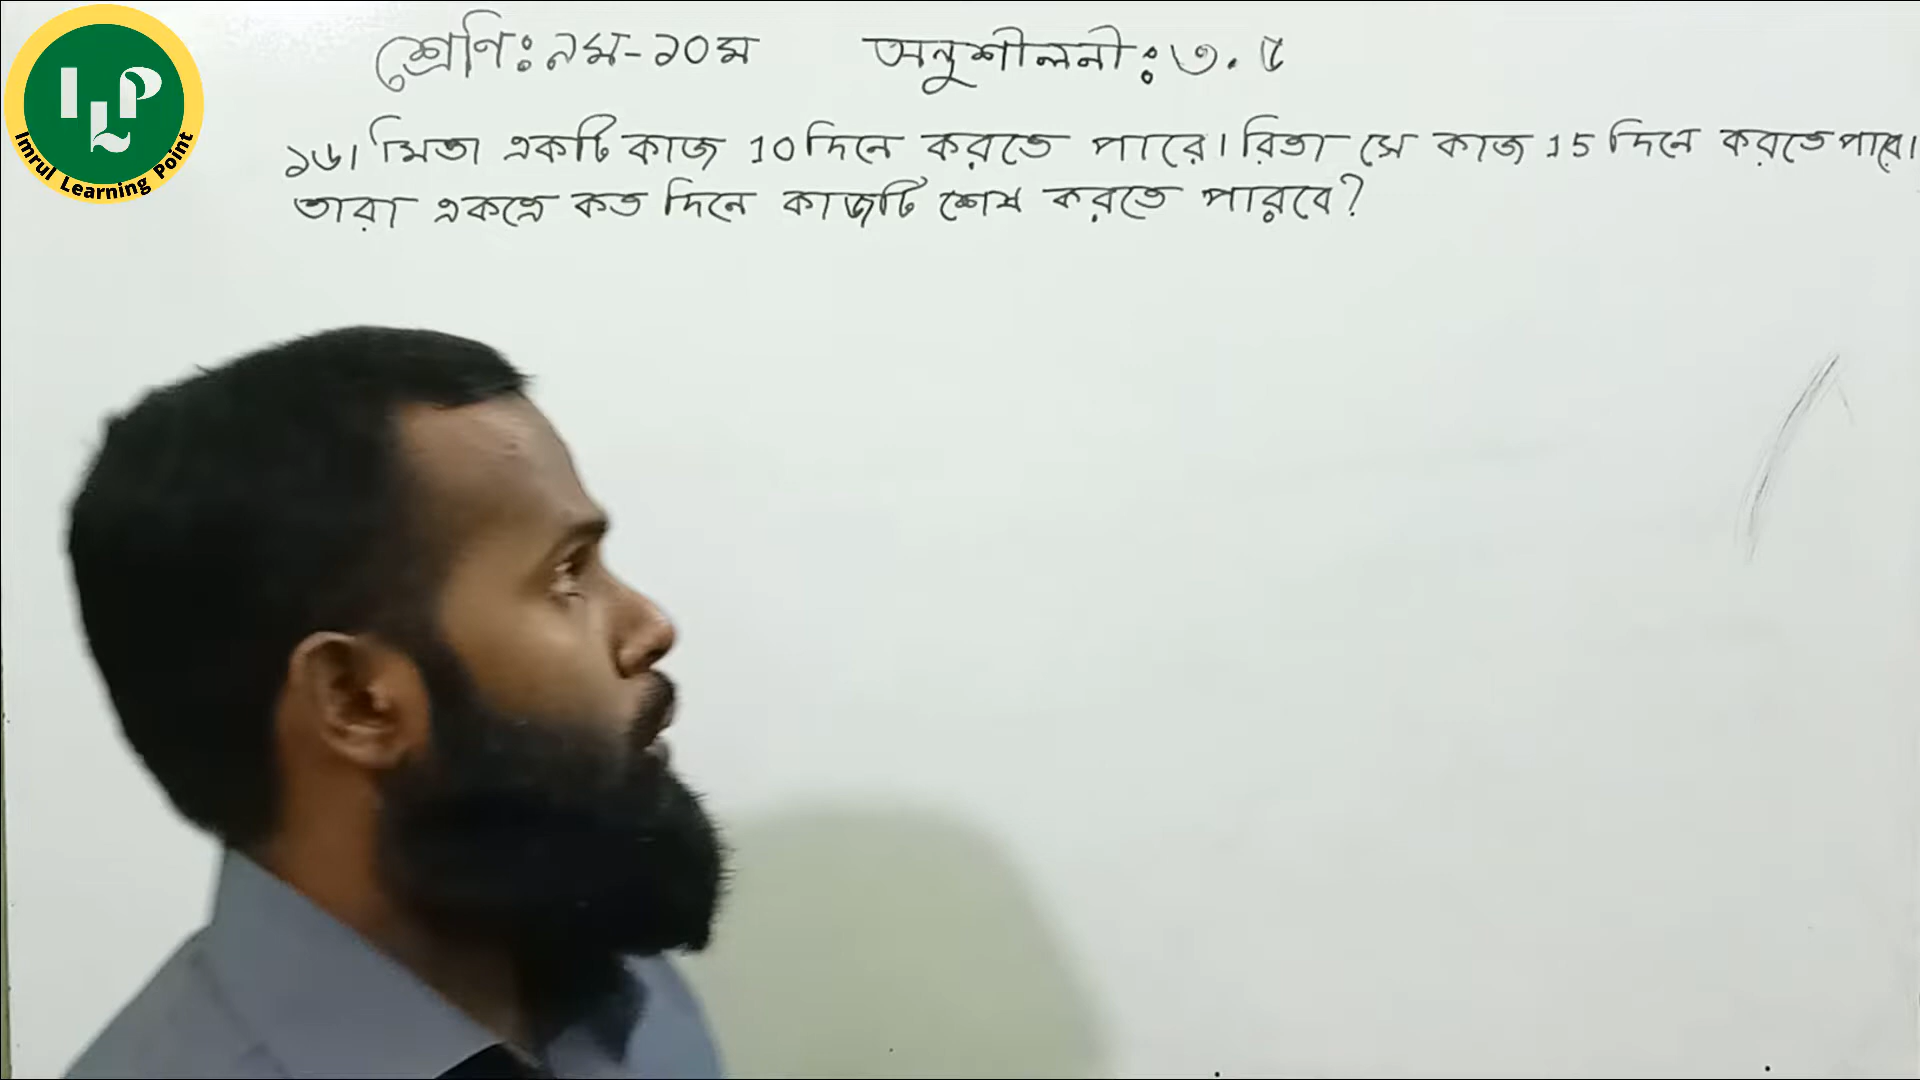 ILP
Imrul Learning Point
শ্রেণি: ৯ম-১০ম অনুশীলনী: ৩.৫
১৬। মিতা একটি কাজ 10 দিনে করতে পারে। রিতা সে কাজ 15 দিনে করতে পারে।
তারা একত্রে কত দিনে কাজটি শেষ করতে পারবে?